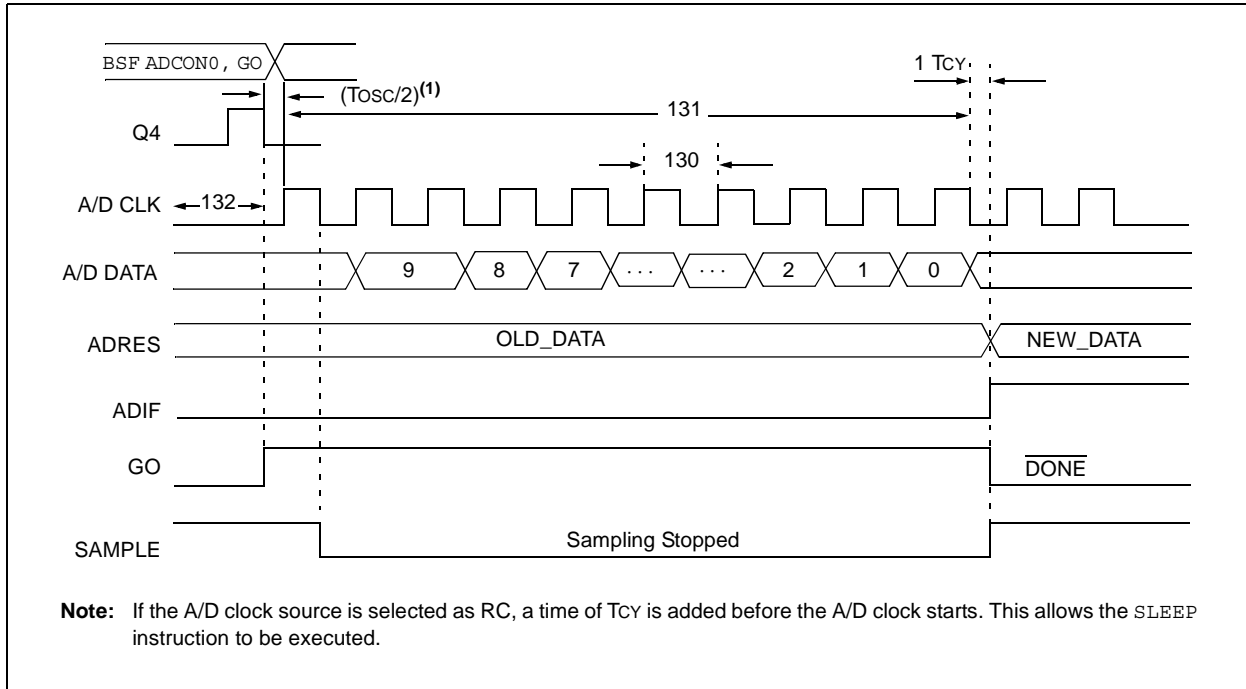 BSF ADCON0, GO
(TOSC/2)(1)
1 TCY
131
Q4
130
A/D CLK
132
A/D DATA
9 8 7 ... ... 2 1 0
ADRES
OLD_DATA
NEW_DATA
ADIF
GO
DONE
SAMPLE
Sampling Stopped
Note: If the A/D clock source is selected as RC, a time of TCY is added before the A/D clock starts. This allows the SLEEP
instruction to be executed.